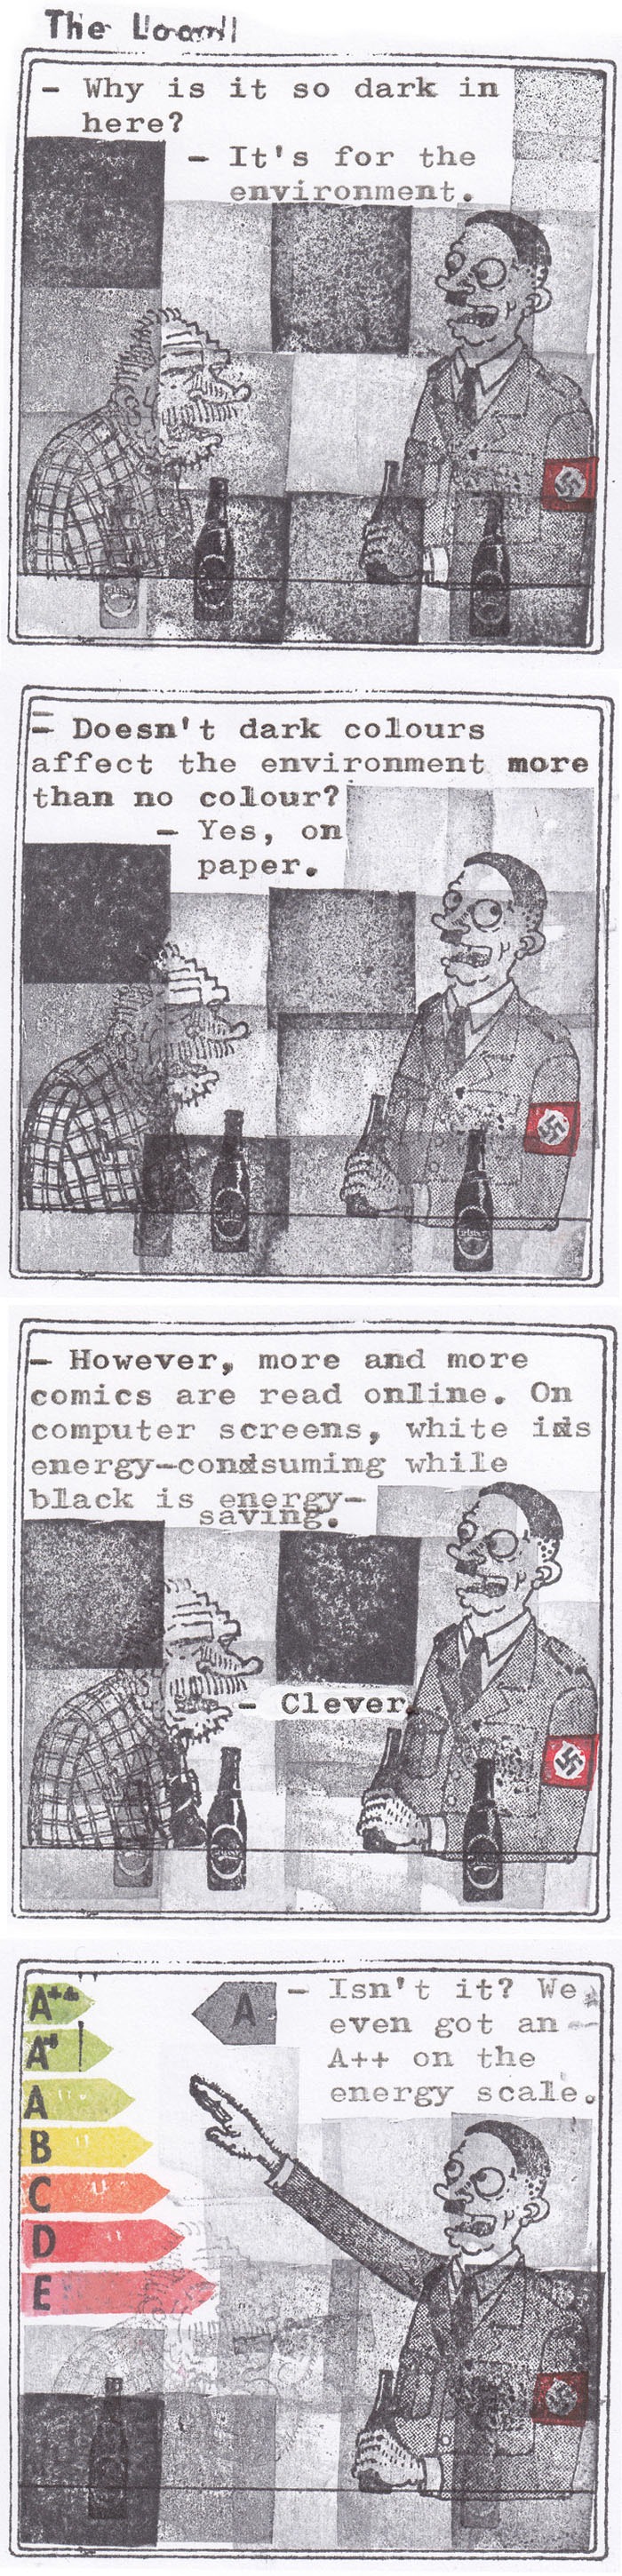 The Local
- Why is it so dark in
here?
- It's for the
environment.
- Doesn't dark colours
affect the environment more
than no colour?
- Yes, on
paper.
- However, more and more
comics are read online. On
computer screens, white ids
energy-condsuming while
black is energy-
saving.
- Clever.
- Isn't it? We
even got an
A++ on the
energy scale.
A++
A+
A
B
C
D
E
A